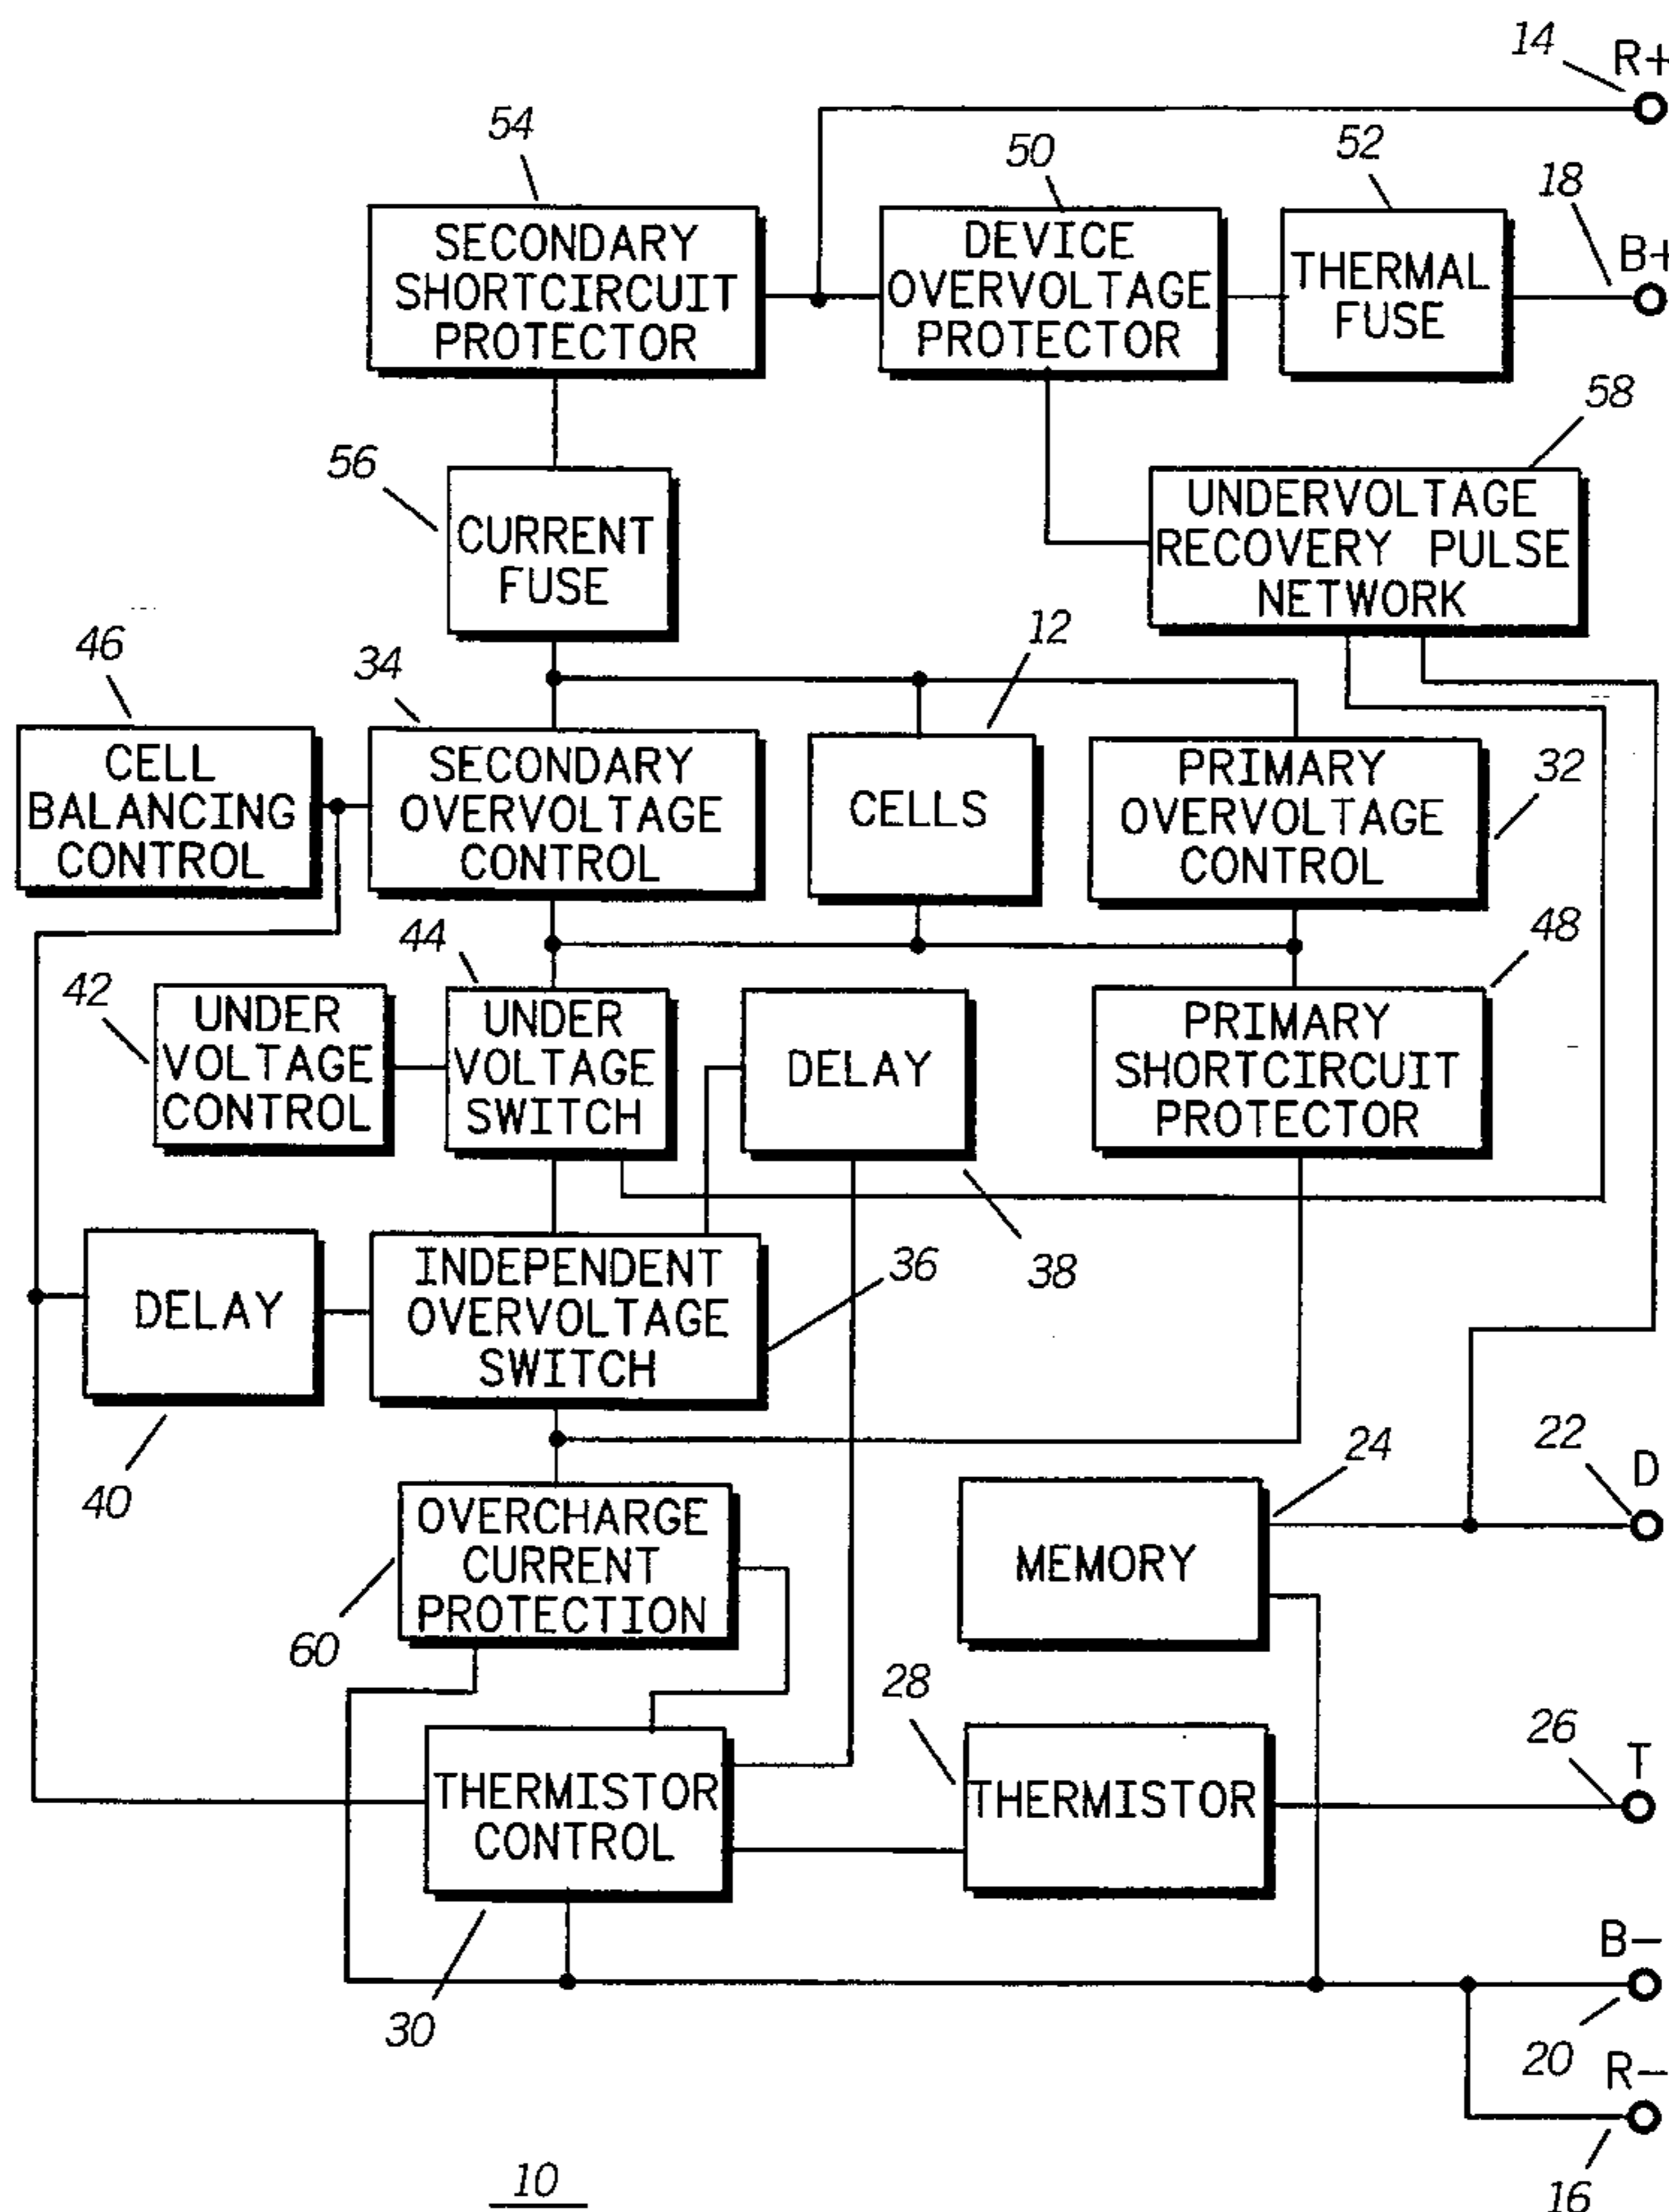 14
R+
54
50
52
18
SECONDARY
SHORTCIRCUIT
PROTECTOR
DEVICE
OVERVOLTAGE
PROTECTOR
THERMAL
FUSE
B+
56
58
CURRENT
FUSE
UNDERVOLTAGE
RECOVERY PULSE
NETWORK
46
34
12
CELL
BALANCING
CONTROL
SECONDARY
OVERVOLTAGE
CONTROL
CELLS
PRIMARY
OVERVOLTAGE
CONTROL
32
44
48
42
UNDER
VOLTAGE
CONTROL
UNDER
VOLTAGE
SWITCH
DELAY
PRIMARY
SHORTCIRCUIT
PROTECTOR
DELAY
INDEPENDENT
OVERVOLTAGE
SWITCH
36
38
40
24
22
D
OVERCHARGE
CURRENT
PROTECTION
MEMORY
60
28
26
T
THERMISTOR
CONTROL
THERMISTOR
30
B-
20
R-
16
10